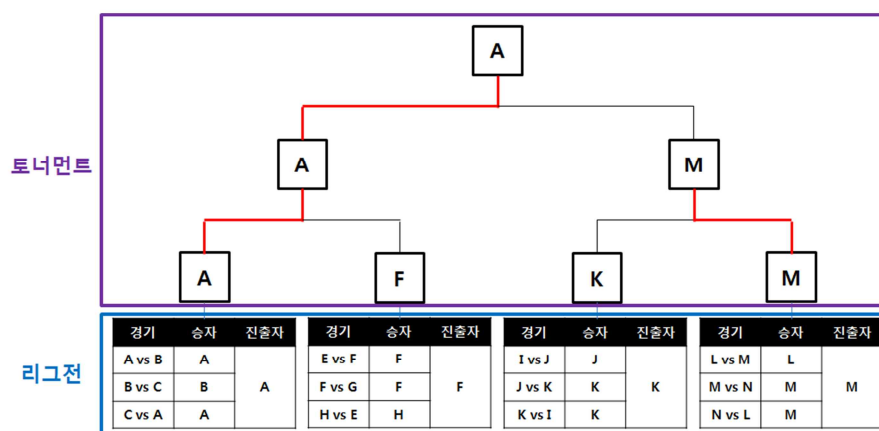 A
토너먼트
A M
A F K M
리그전
경기 승자 진출자 경기 승자 진출자 경기 승자 진출자 경기 승자 진출자
A vs B A E vs F F I vs J J L vs M L
B vs C B A F vs G F F J vs K K K M vs N M M
C vs A A H vs E H K vs I K N vs L M